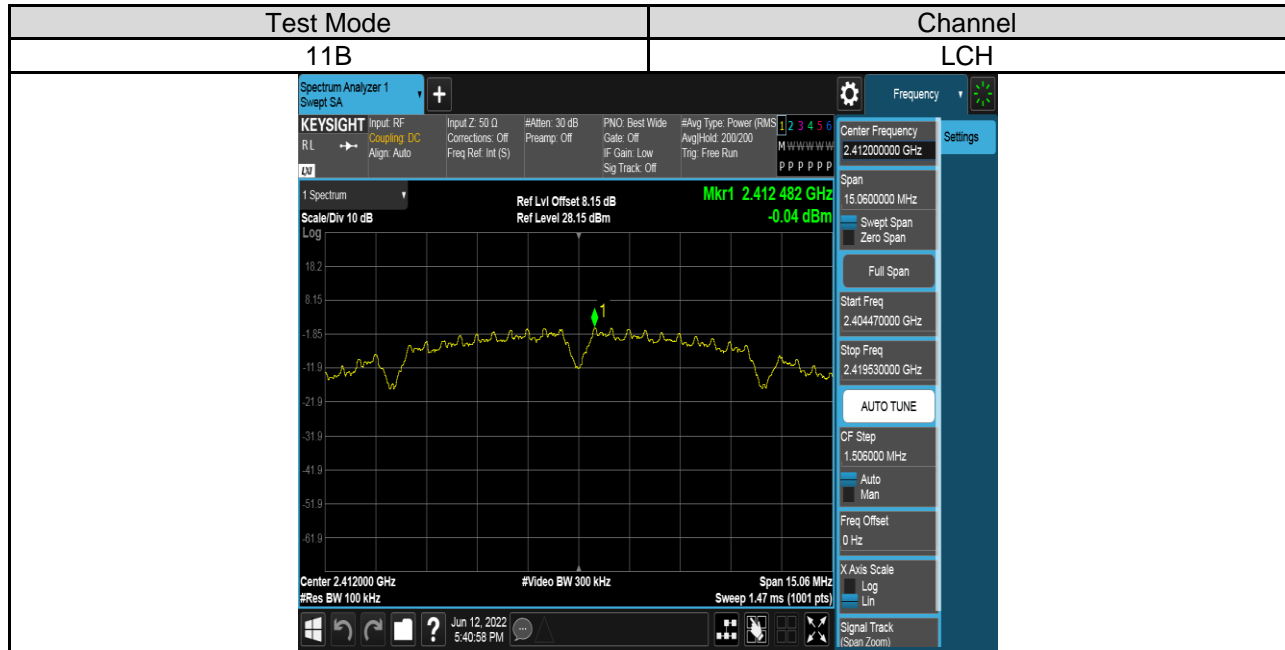 Test Mode Channel
11B LCH
Spectrum Analyzer 1
Swept SA
Frequency
KEYSIGHT
RL
LXI
Input: RF
Coupling: DC
Align: Auto
Input Z: 50 Ω
Corrections: Off
Freq Ref: Int (S)
#Atten: 30 dB
Preamp: Off
PNO: Best Wide
Gate: Off
IF Gain: Low
Sig Track: Off
#Avg Type: Power (RMS
Avg|Hold: 200/200
Trig: Free Run
1 2 3 4 5 6
M W W W W W
P P P P P P
1 Spectrum
Scale/Div 10 dB
Log
Ref Lvl Offset 8.15 dB
Ref Level 28.15 dBm
Mkr1 2.412 482 GHz
-0.04 dBm
18.2
8.15
-1.85
-11.9
-21.9
-31.9
-41.9
-51.9
-61.9
1
Center 2.412000 GHz
#Res BW 100 kHz
#Video BW 300 kHz
Span 15.06 MHz
Sweep 1.47 ms (1001 pts)
Settings
Center Frequency
2.412000000 GHz
Span
15.0600000 MHz
Swept Span
Zero Span
Full Span
Start Freq
2.404470000 GHz
Stop Freq
2.419530000 GHz
AUTO TUNE
CF Step
1.506000 MHz
Auto
Man
Freq Offset
0 Hz
X Axis Scale
Log
Lin
Signal Track
(Span Zoom)
?
Jun 12, 2022
5:40:58 PM